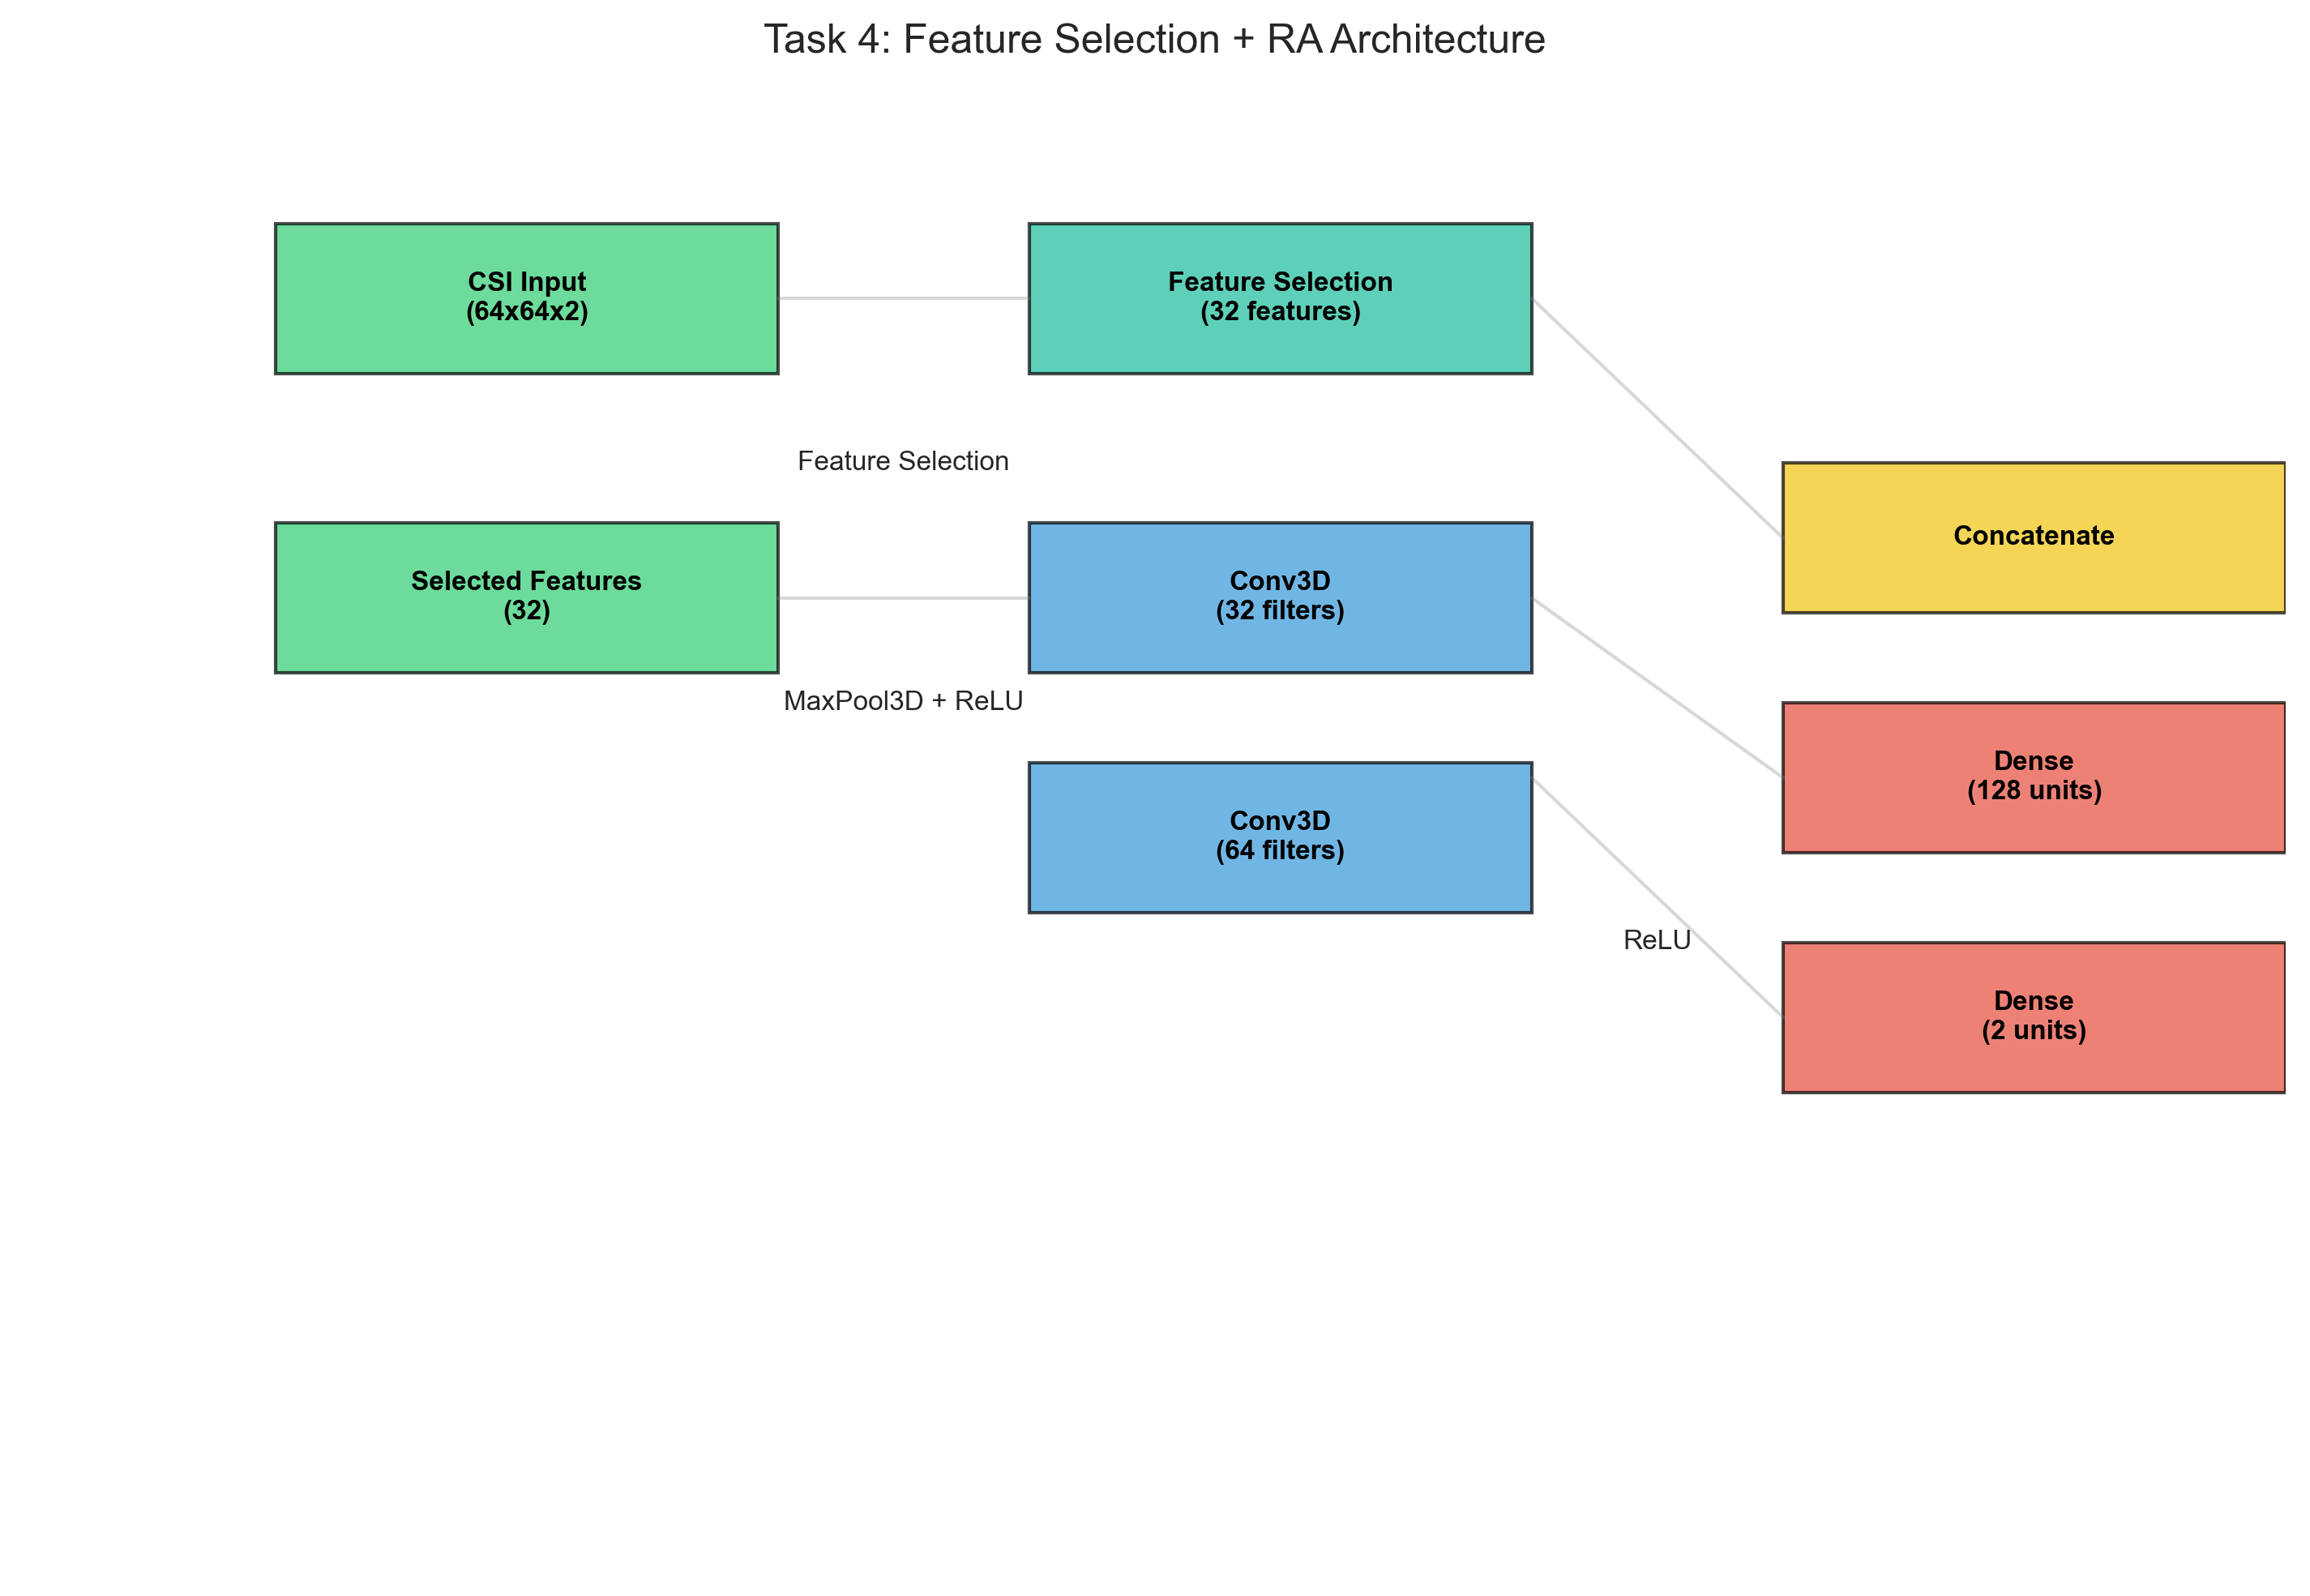 Task 4: Feature Selection + RA Architecture
CSI Input
(64x64x2)
Feature Selection
(32 features)
Feature Selection
Concatenate
Selected Features
(32)
Conv3D
(32 filters)
MaxPool3D + ReLU
Dense
(128 units)
Conv3D
(64 filters)
ReLU
Dense
(2 units)